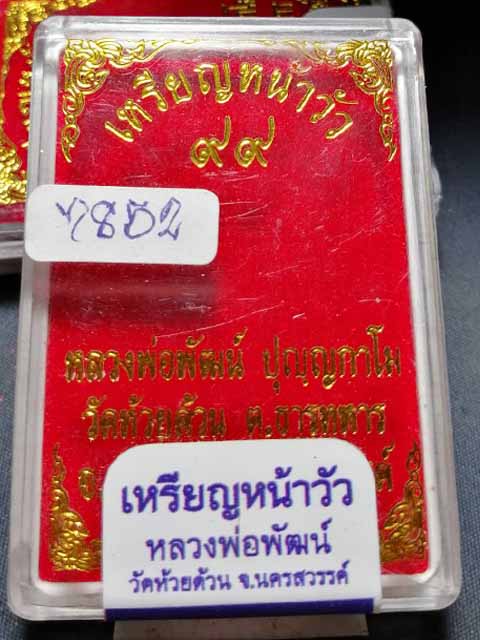 เหรียญหน้าวัว
๙๙
7852
หลวงพ่อพัฒน์ ปุญฺญกาโม
วัดห้วยด้วน ต.ธารทหาร
เหรียญหน้าวัว
หลวงพ่อพัฒน์
วัดห้วยด้วน จ.นครสวรรค์